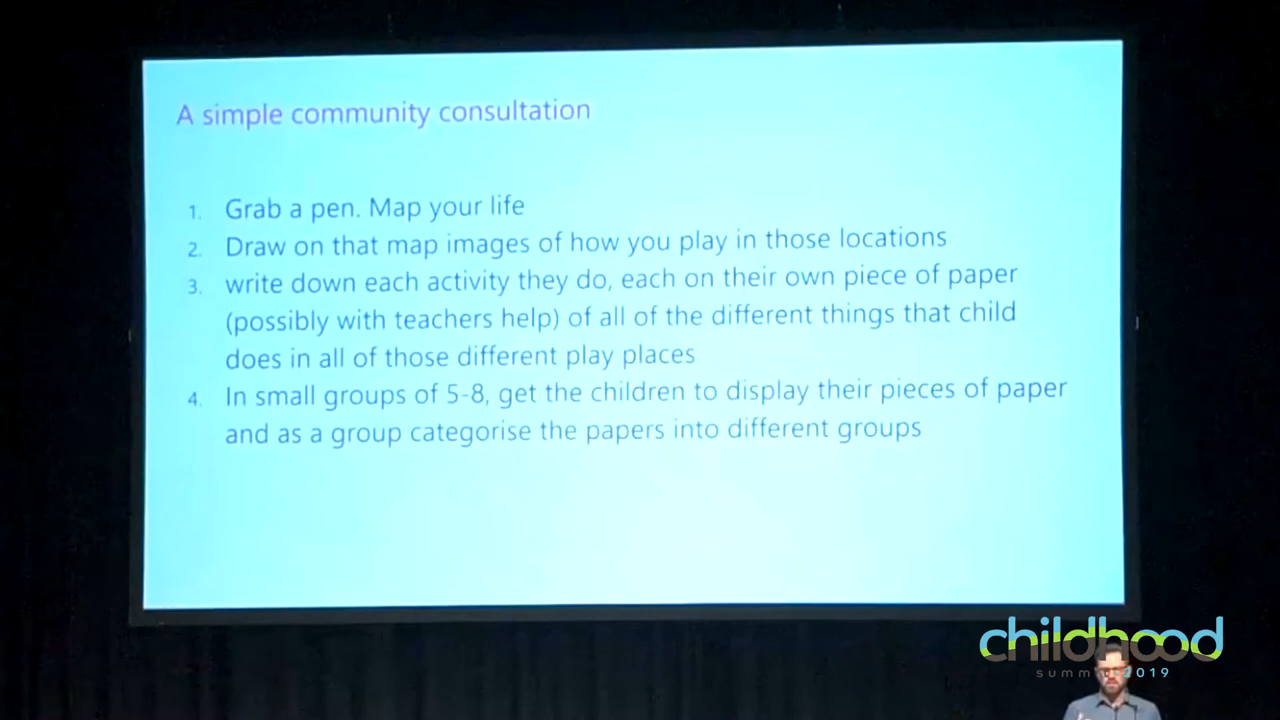 A simple community consultation
1. Grab a pen. Map your life
2. Draw on that map images of how you play in those locations
3. write down each activity they do, each on their own piece of paper
(possibly with teachers help) of all of the different things that child
does in all of those different play places
4. In small groups of 5-8, get the children to display their pieces of paper
and as a group categorise the papers into different groups
childhood
2019